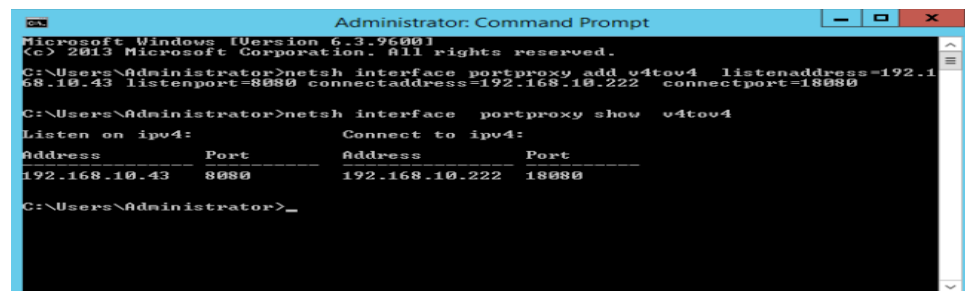 Administrator: Command Prompt
Microsoft Windows [Version 6.3.9600]
(c) 2013 Microsoft Corporation. All rights reserved.
C:\Users\Administrator>netsh interface portproxy add v4tov4  listenaddress=192.1
68.10.43 listenport=8080 connectaddress=192.168.10.222  connectport=18080
C:\Users\Administrator>netsh interface  portproxy show  v4tov4
Listen on ipv4:             Connect to ipv4:
Address         Port        Address         Port
--------------- ----------  --------------- ----------
192.168.10.43   8080        192.168.10.222  18080
C:\Users\Administrator>_